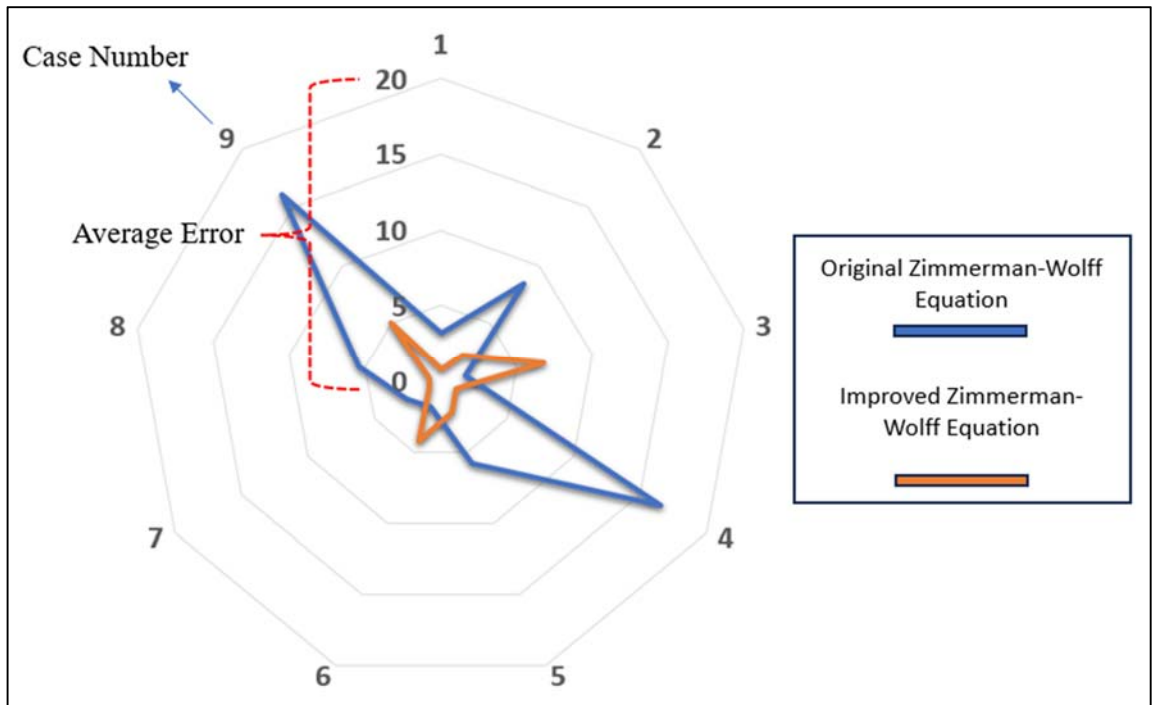 1
Case Number
20
9
2
15
10
Average Error
5
8
3
0
7
4
6
5
Original Zimmerman-Wolff
Equation
Improved Zimmerman-
Wolff Equation